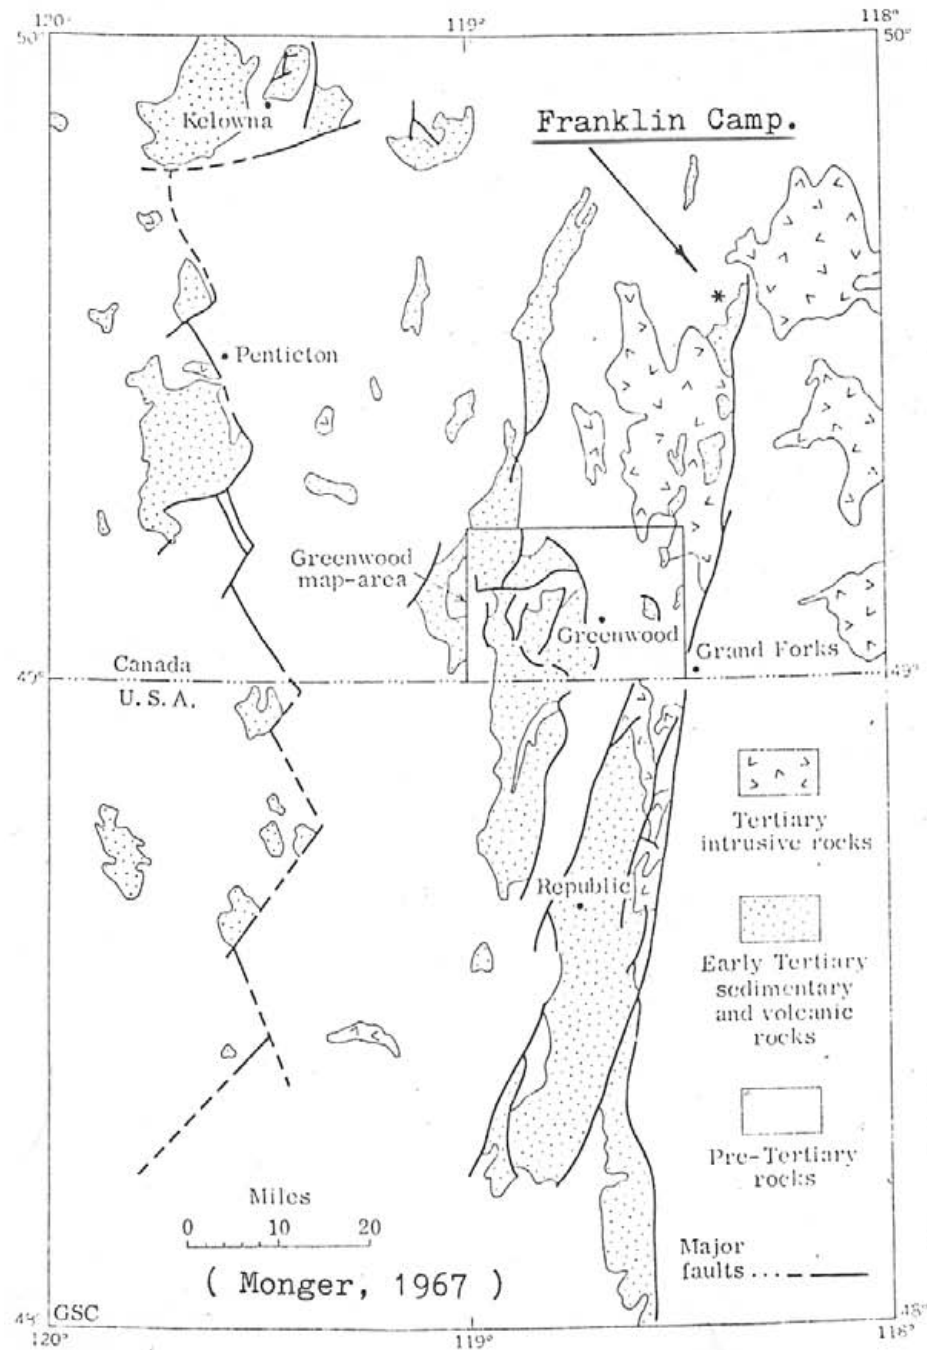 120°
119°
118°
50°
50°
Kelowna
Franklin Camp.
Penticton
Greenwood
map-area
Greenwood
Grand Forks
Canada
49°
49°
U.S.A.
Tertiary
intrusive rocks
Republic
Early Tertiary
sedimentary
and volcanic
rocks
Pre-Tertiary
rocks
Miles
0 10 20
Major
faults...
( Monger, 1967 )
GSC
48°
48°
120°
119°
118°